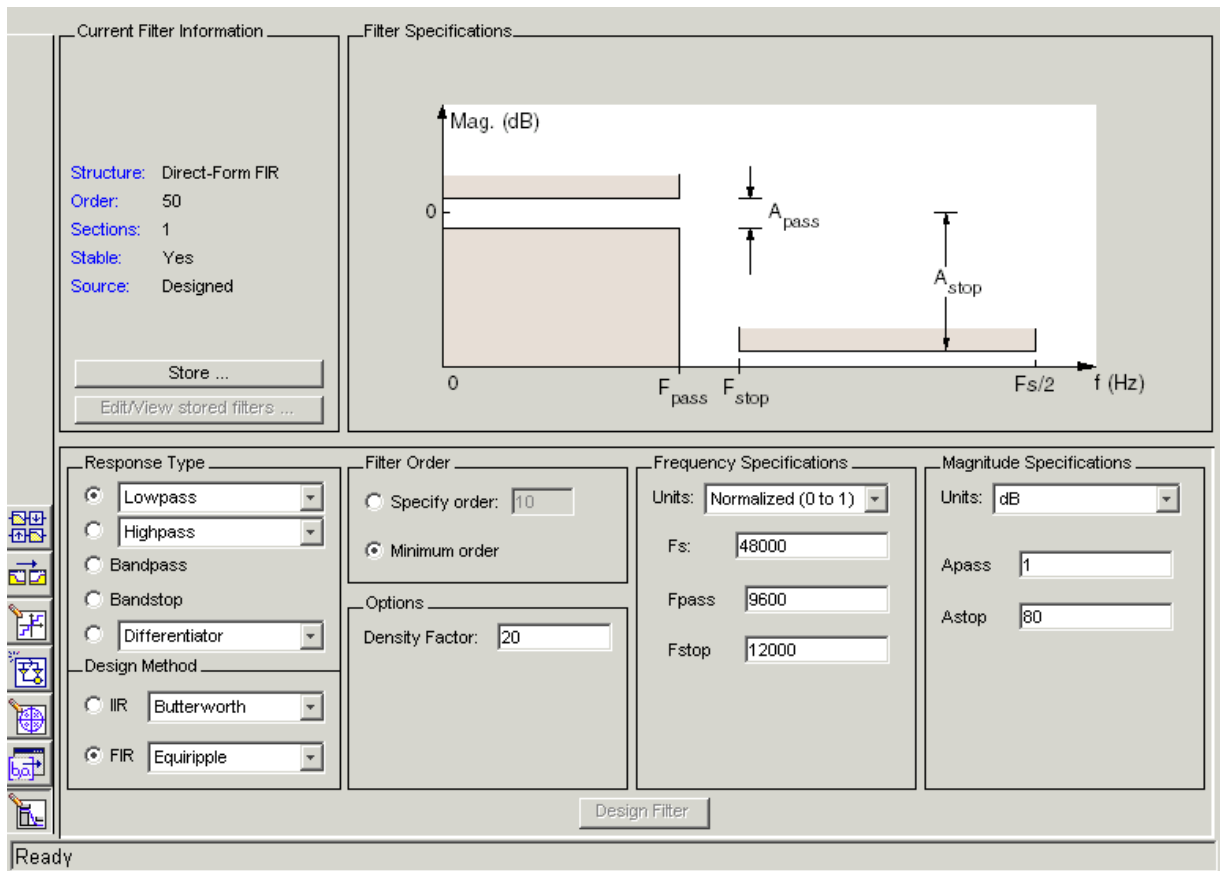 Current Filter Information
Structure: Direct-Form FIR
Order: 50
Sections: 1
Stable: Yes
Source: Designed
Store ...
Edit/View stored filters ...
Filter Specifications
Mag. (dB)
0
A pass
A stop
0
F pass
F stop
Fs/2
f (Hz)
Response Type
Lowpass
Highpass
Bandpass
Bandstop
Differentiator
Design Method
IIR Butterworth
FIR Equiripple
Filter Order
Specify order: 10
Minimum order
Options
Density Factor: 20
Frequency Specifications
Units: Normalized (0 to 1)
Fs: 48000
Fpass 9600
Fstop 12000
Magnitude Specifications
Units: dB
Apass 1
Astop 80
Design Filter
Ready